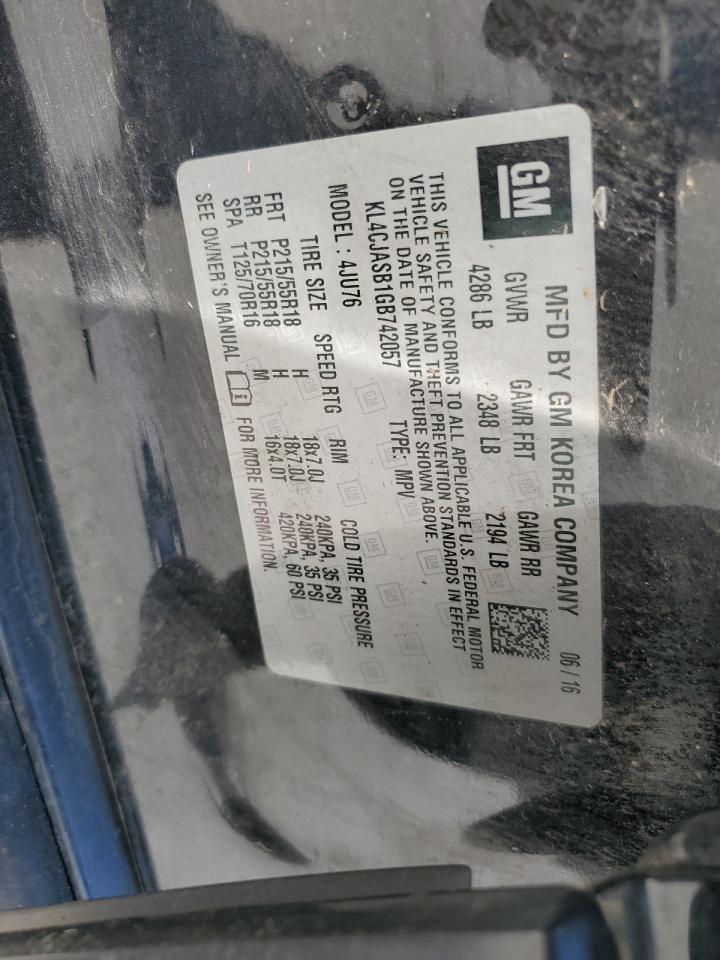 GM
MFD BY GM KOREA COMPANY 06/16
GVWR GAWR FRT GAWR RR
4286 LB 2348 LB 2194 LB
THIS VEHICLE CONFORMS TO ALL APPLICABLE U.S. FEDERAL MOTOR
VEHICLE SAFETY AND THEFT PREVENTION STANDARDS IN EFFECT
ON THE DATE OF MANUFACTURE SHOWN ABOVE.
KL4CJASB1GB742057 TYPE: MPV
MODEL : 4JU76
TIRE SIZE SPEED RTG RIM COLD TIRE PRESSURE
FRT P215/55R18 H 18x7.0J 240KPA, 35 PSI
RR P215/55R18 H 18x7.0J 240KPA, 35 PSI
SPA T125/70R16 M 16x4.0T 420KPA, 60 PSI
SEE OWNER'S MANUAL FOR MORE INFORMATION.